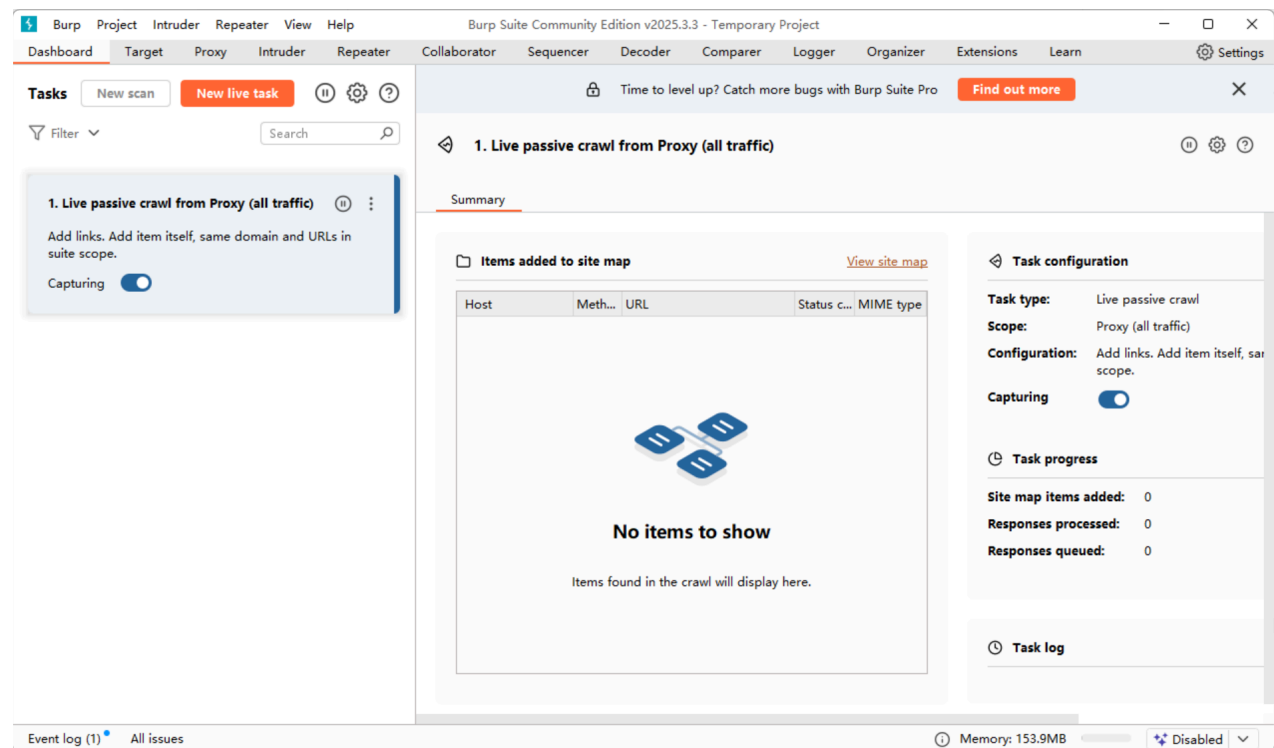 Burp Project Intruder Repeater View Help Burp Suite Community Edition v2025.3.3 - Temporary Project
Dashboard Target Proxy Intruder Repeater Collaborator Sequencer Decoder Comparer Logger Organizer Extensions Learn Settings
Tasks New scan New live task
Time to level up? Catch more bugs with Burp Suite Pro Find out more
Filter Search
1. Live passive crawl from Proxy (all traffic)
Add links. Add item itself, same domain and URLs in
suite scope.
Capturing
1. Live passive crawl from Proxy (all traffic)
Summary
Items added to site map View site map
Host Meth... URL Status c... MIME type
No items to show
Items found in the crawl will display here.
Task configuration
Task type: Live passive crawl
Scope: Proxy (all traffic)
Configuration: Add links. Add item itself, sar
scope.
Capturing
Task progress
Site map items added: 0
Responses processed: 0
Responses queued: 0
Task log
Event log (1) All issues Memory: 153.9MB Disabled